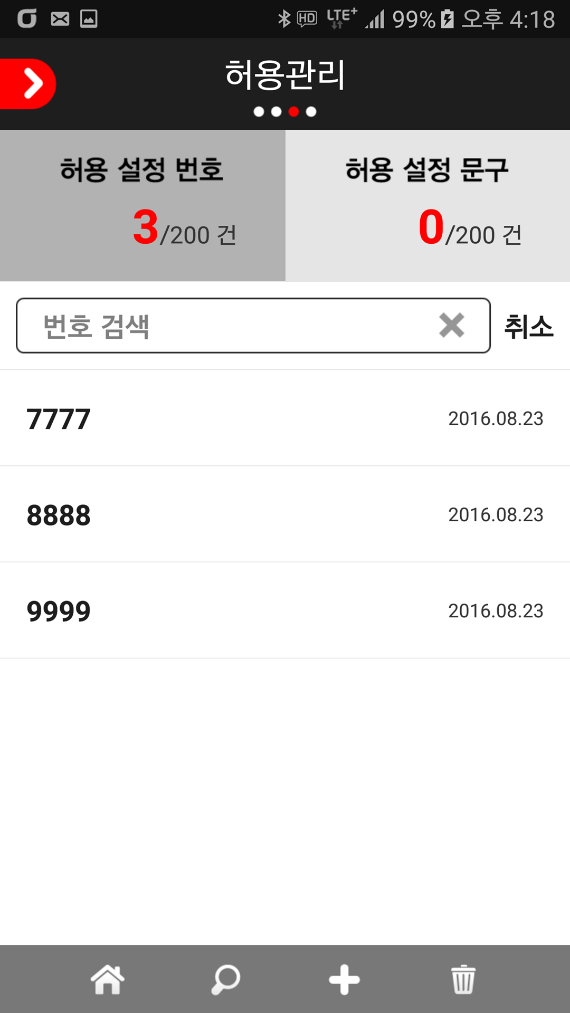 HD LTE+ 99% 오후 4:18
허용관리
허용 설정 번호
3/200 건
허용 설정 문구
0/200 건
번호 검색
취소
7777 2016.08.23
8888 2016.08.23
9999 2016.08.23